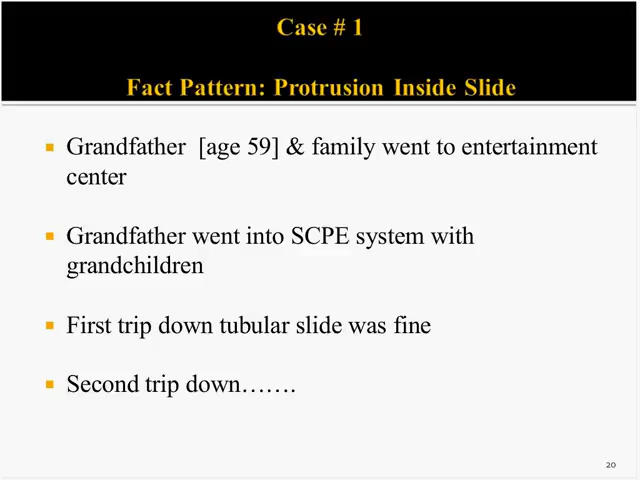 Case # 1
Fact Pattern: Protrusion Inside Slide
Grandfather [age 59] & family went to entertainment
center
Grandfather went into SCPE system with
grandchildren
First trip down tubular slide was fine
Second trip down…….
20